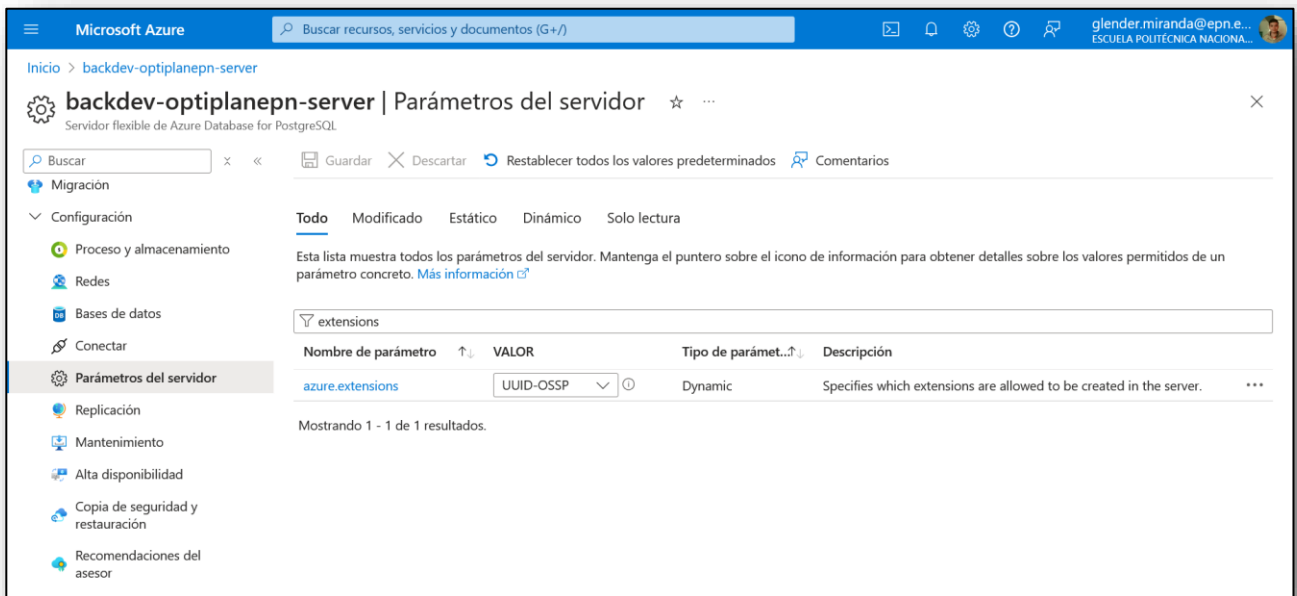 Microsoft Azure
Buscar recursos, servicios y documentos (G+/)
glender.miranda@epn.e...
ESCUELA POLITÉCNICA NACIONA...
Inicio > backdev-optiplanepn-server
backdev-optiplanepn-server | Parámetros del servidor
Servidor flexible de Azure Database for PostgreSQL
Buscar
Guardar Descartar Restablecer todos los valores predeterminados Comentarios
Migración
Configuración
Proceso y almacenamiento
Redes
Bases de datos
Conectar
Parámetros del servidor
Replicación
Mantenimiento
Alta disponibilidad
Copia de seguridad y
restauración
Recomendaciones del
asesor
Todo Modificado Estático Dinámico Solo lectura
Esta lista muestra todos los parámetros del servidor. Mantenga el puntero sobre el icono de información para obtener detalles sobre los valores permitidos de un
parámetro concreto. Más información
extensions
Nombre de parámetro VALOR Tipo de parámet... Descripción
azure.extensions UUID-OSSP Dynamic Specifies which extensions are allowed to be created in the server.
Mostrando 1 - 1 de 1 resultados.